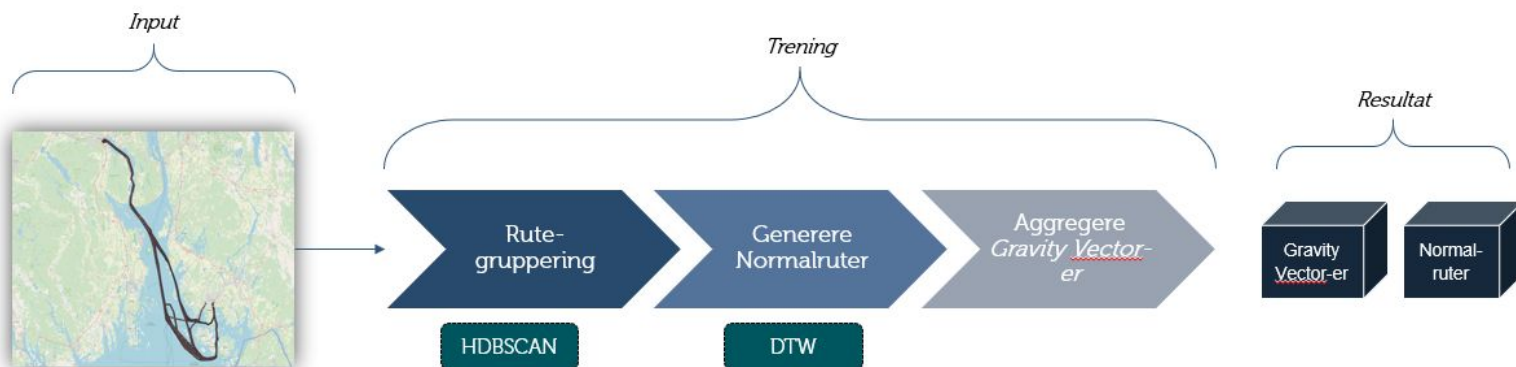 Input
Trening
Resultat
Rute-
gruppering
Generere
Normalruter
Aggregere
Gravity Vector-
er
Gravity
Vector-er
Normal-
ruter
HDBSCAN
DTW